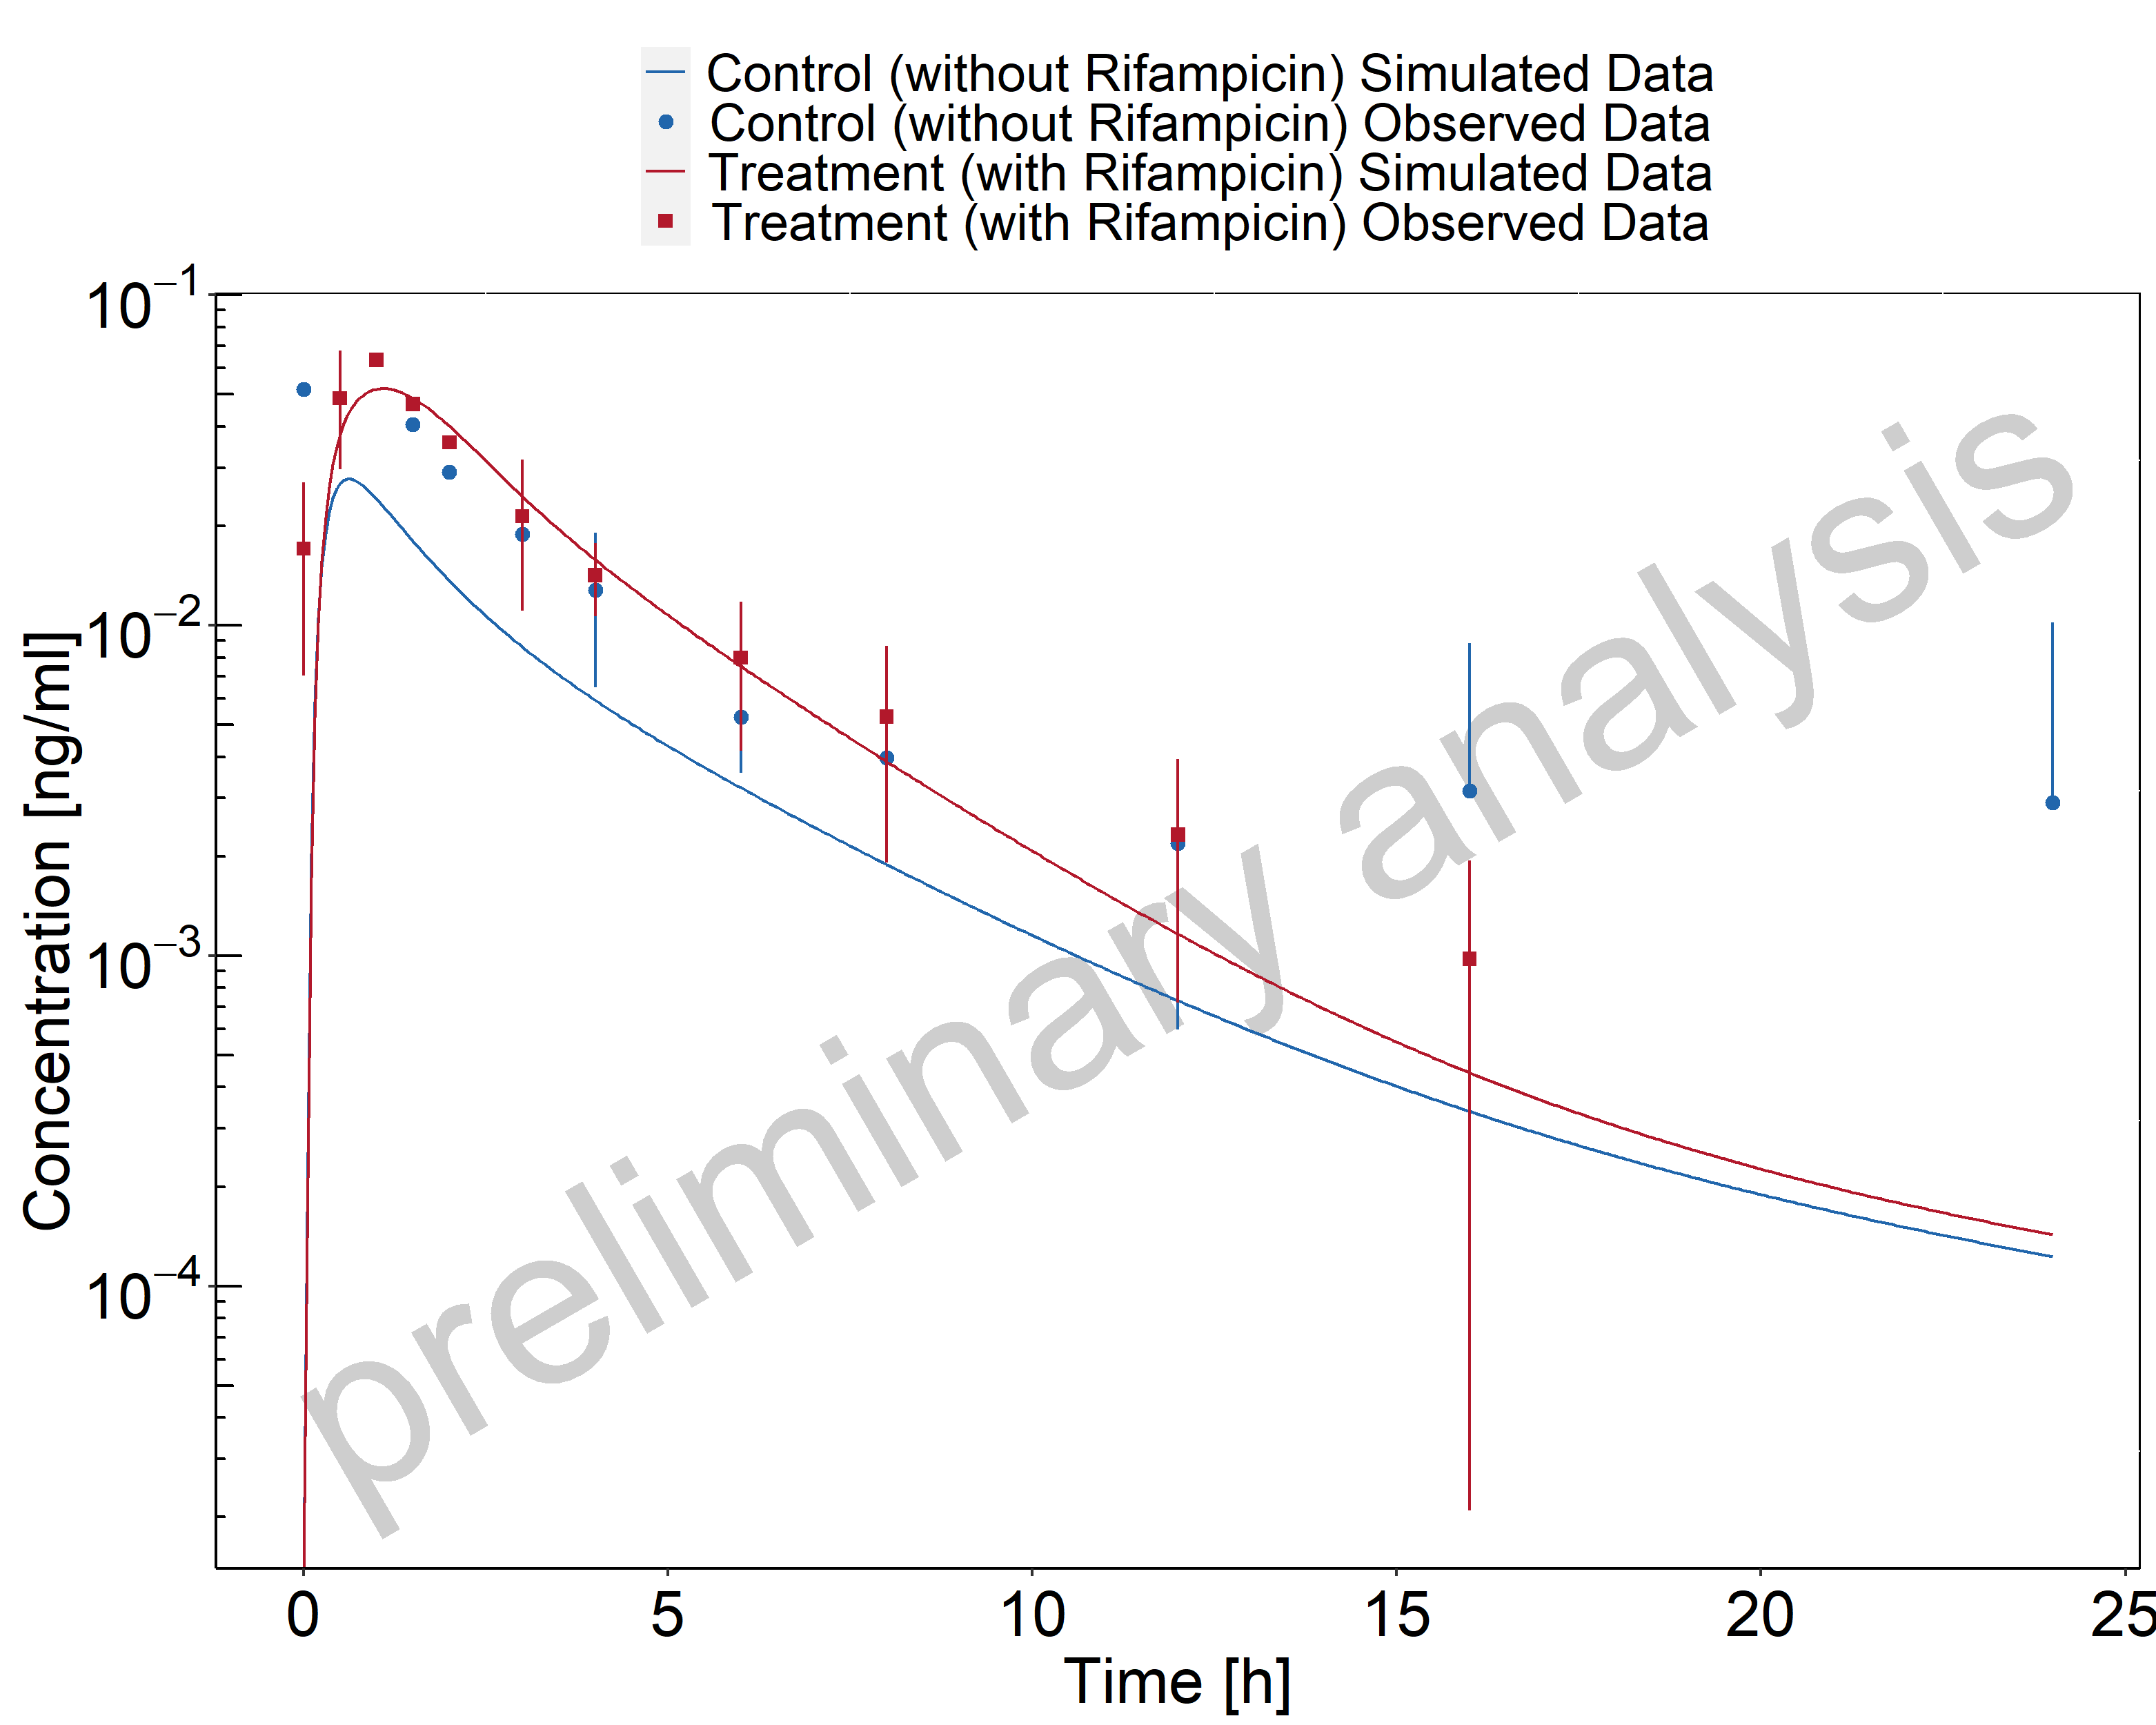 Control (without Rifampicin) Simulated Data
Control (without Rifampicin) Observed Data
Treatment (with Rifampicin) Simulated Data
Treatment (with Rifampicin) Observed Data
10⁻¹
10⁻²
10⁻³
10⁻⁴
Concentration [ng/ml]
preliminary analysis
0 5 10 15 20 25
Time [h]